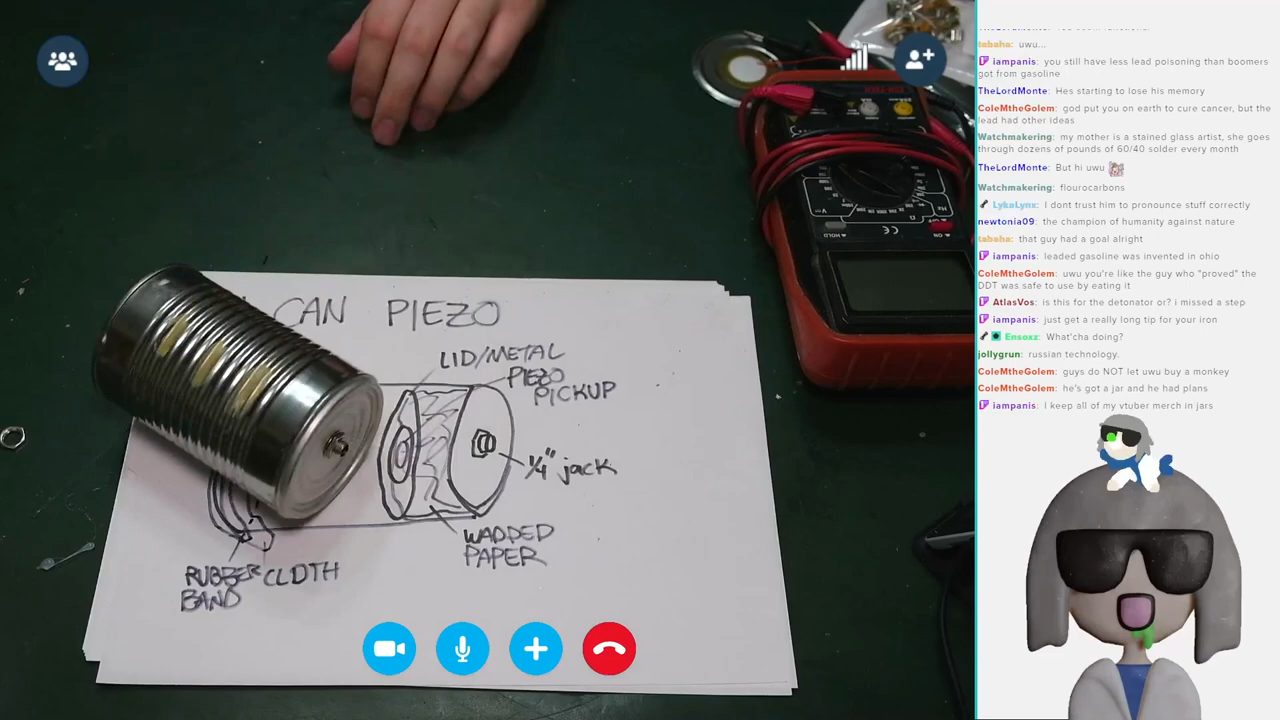 CAN PIEZO
LID/METAL
PIEZO
PICKUP
1/4" jack
WADDED
PAPER
RUBBER
BAND
CLOTH
HOLD
CE
ON
Hz
taboha: uwu...
iampanis: you still have less lead poisoning than boomers
got from gasoline
TheLordMonte: Hes starting to lose his memory
ColeMtheGolem: god put you on earth to cure cancer, but the
lead had other ideas
Watchmakering: my mother is a stained glass artist, she goes
through dozens of pounds of 60/40 solder every month
TheLordMonte: But hi uwu
Watchmakering: flourocarbons
LykaLynx: I dont trust him to pronounce stuff correctly
newtonia09: the champion of humanity against nature
taboha: that guy had a goal alright
iampanis: leaded gasoline was invented in ohio
ColeMtheGolem: uwu you're like the guy who "proved" the
DDT was safe to use by eating it
AtlasVos: is this for the detonator or? i missed a step
iampanis: just get a really long tip for your iron
Ensoxz: What'cha doing?
jollygrun: russian technology.
ColeMtheGolem: guys do NOT let uwu buy a monkey
ColeMtheGolem: he's got a jar and he had plans
iampanis: I keep all of my vtuber merch in jars